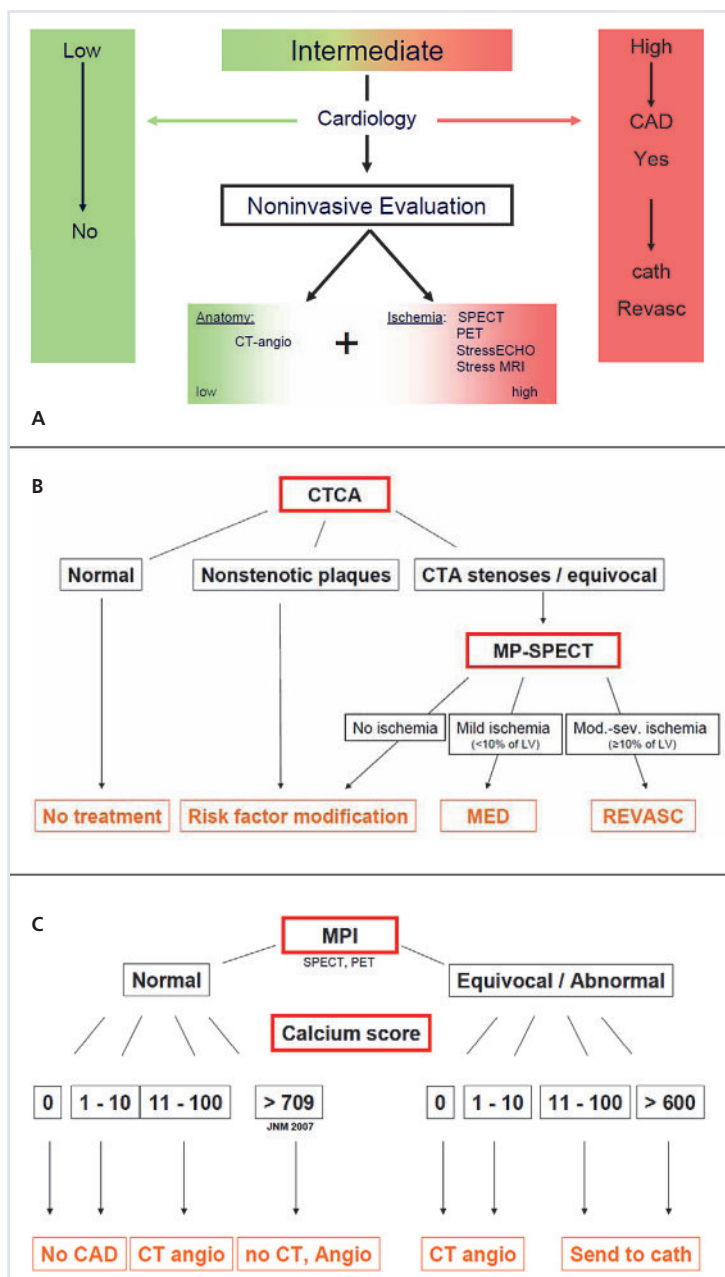 Low
Intermediate
High
Cardiology
CAD
Yes
Noninvasive Evaluation
No
cath
Revasc
Anatomy:
CT-angio
low
+
Ischemia: SPECT
PET
StressECHO
Stress MRI
high
A
B
CTCA
Normal
Nonstenotic plaques
CTA stenoses / equivocal
MP-SPECT
No ischemia
Mild ischemia
(<10% of LV)
Mod.-sev. ischemia
(≥10% of LV)
No treatment
Risk factor modification
MED
REVASC
C
MPI
SPECT, PET
Normal
Equivocal / Abnormal
Calcium score
0
1 - 10
11 - 100
> 709
JNM 2007
0
1 - 10
11 - 100
> 600
No CAD
CT angio
no CT, Angio
CT angio
Send to cath